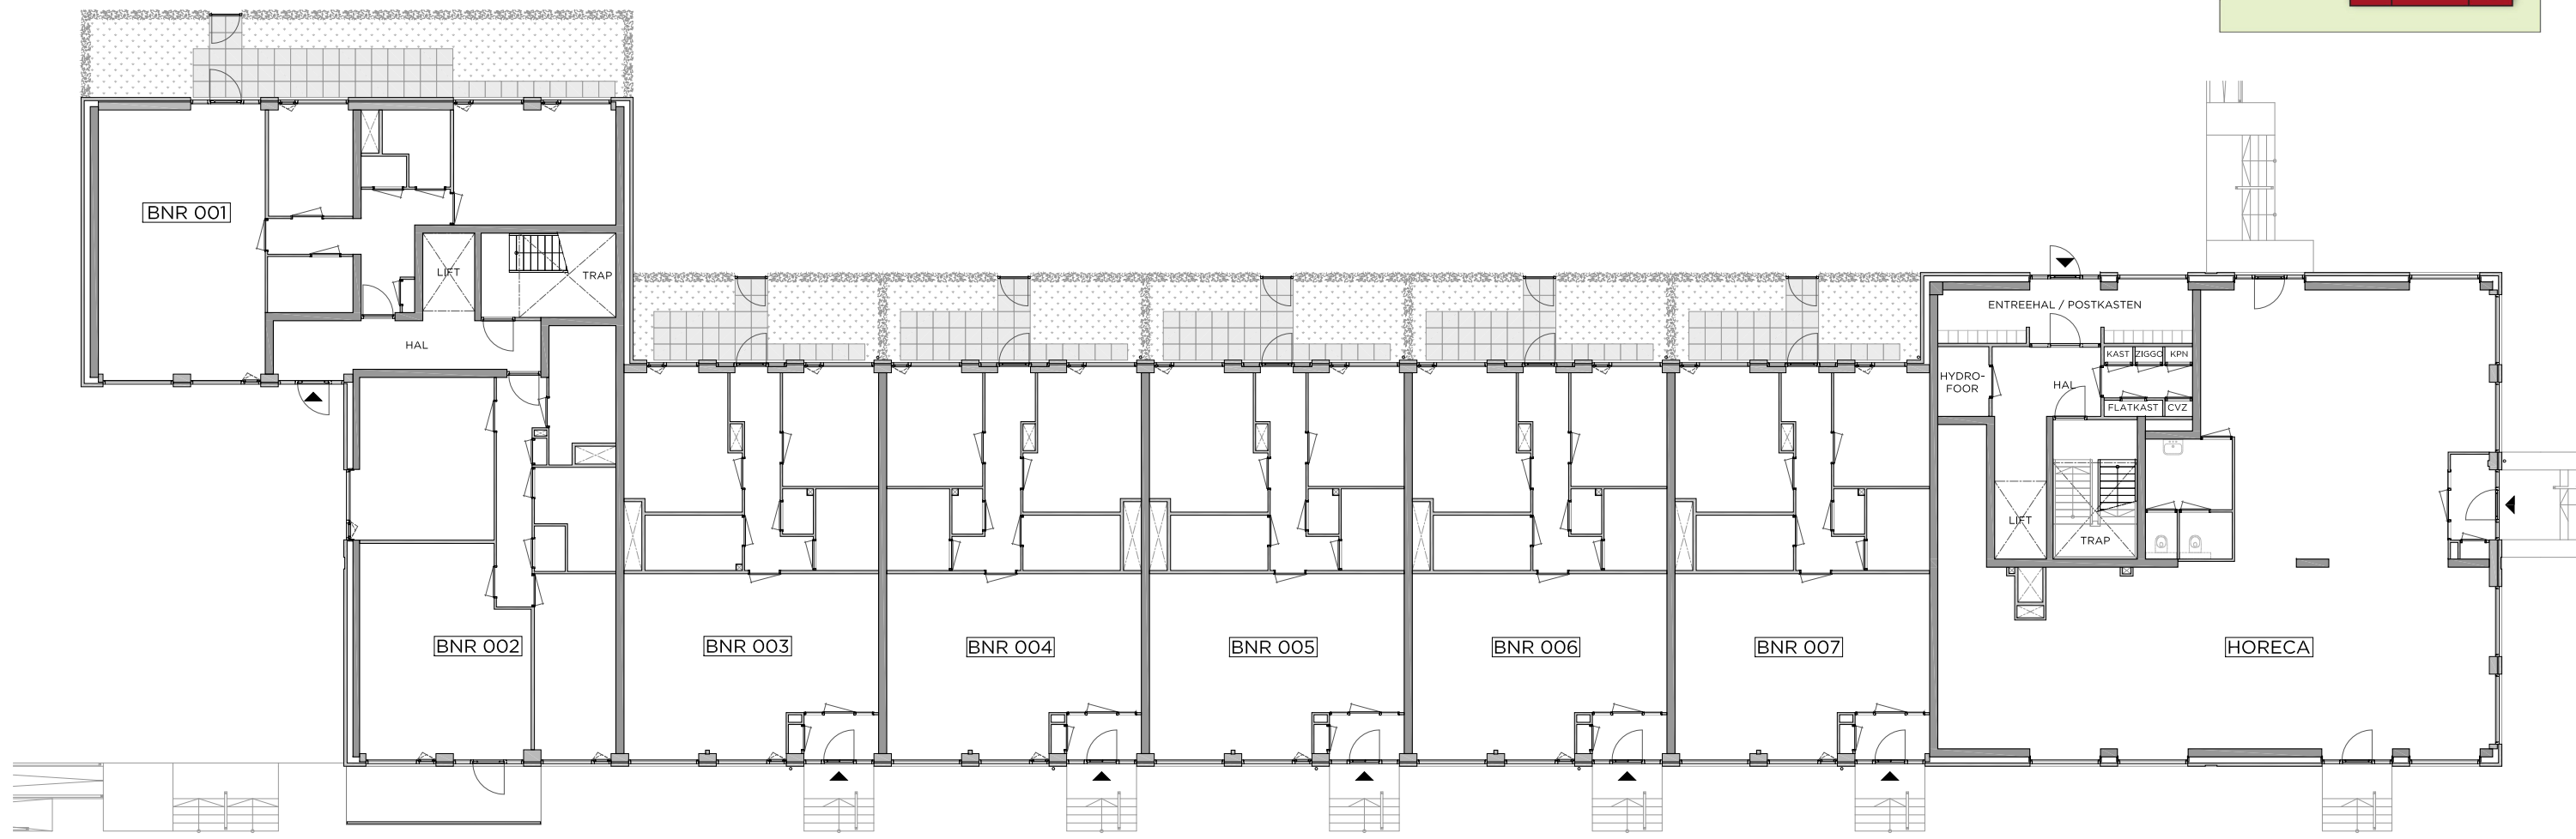 BNR 001
LIFT
TRAP
HAL
ENTREEHAL / POSTKASTEN
KAST
ZIGGO
KPN
HYDRO-
FOOR
HAL
FLATKAST
CVZ
LIFT
TRAP
BNR 002
BNR 003
BNR 004
BNR 005
BNR 006
BNR 007
HORECA